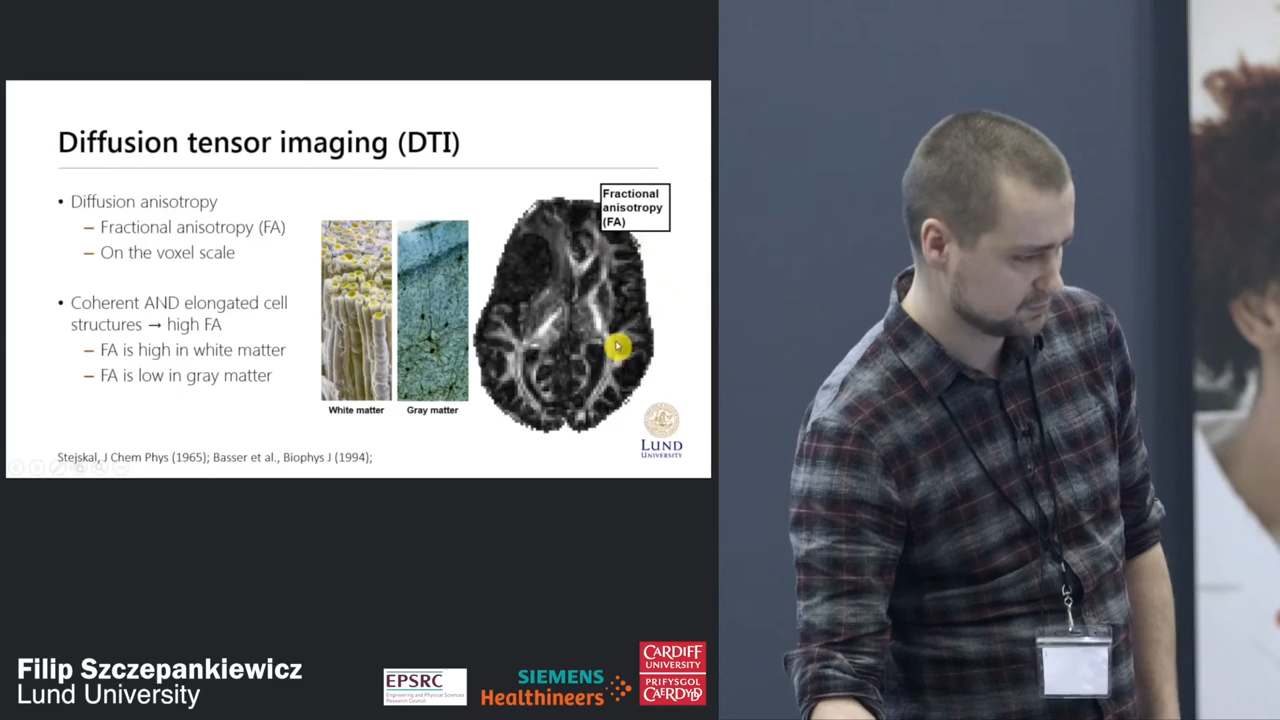 Diffusion tensor imaging (DTI)
• Diffusion anisotropy
– Fractional anisotropy (FA)
– On the voxel scale
• Coherent AND elongated cell
structures → high FA
– FA is high in white matter
– FA is low in gray matter
Fractional
anisotropy
(FA)
White matter
Gray matter
LUND
UNIVERSITY
Stejskal, J Chem Phys (1965); Basser et al., Biophys J (1994);
Filip Szczepankiewicz
Lund University
EPSRC
Engineering and Physical Sciences
Research Council
SIEMENS
Healthineers
CARDIFF
UNIVERSITY
PRIFYSGOL
CAERDYDD